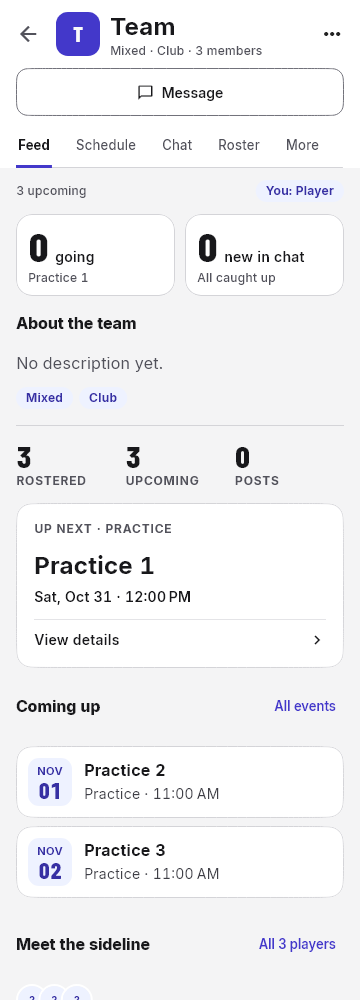 T
Team
Mixed · Club · 3 members
Message
Feed Schedule Chat Roster More
3 upcoming
You: Player
0 going
Practice 1
0 new in chat
All caught up
About the team
No description yet.
Mixed Club
3 3 0
ROSTERED UPCOMING POSTS
UP NEXT · PRACTICE
Practice 1
Sat, Oct 31 · 12:00 PM
View details
Coming up
All events
NOV
01
Practice 2
Practice · 11:00 AM
NOV
02
Practice 3
Practice · 11:00 AM
Meet the sideline
All 3 players